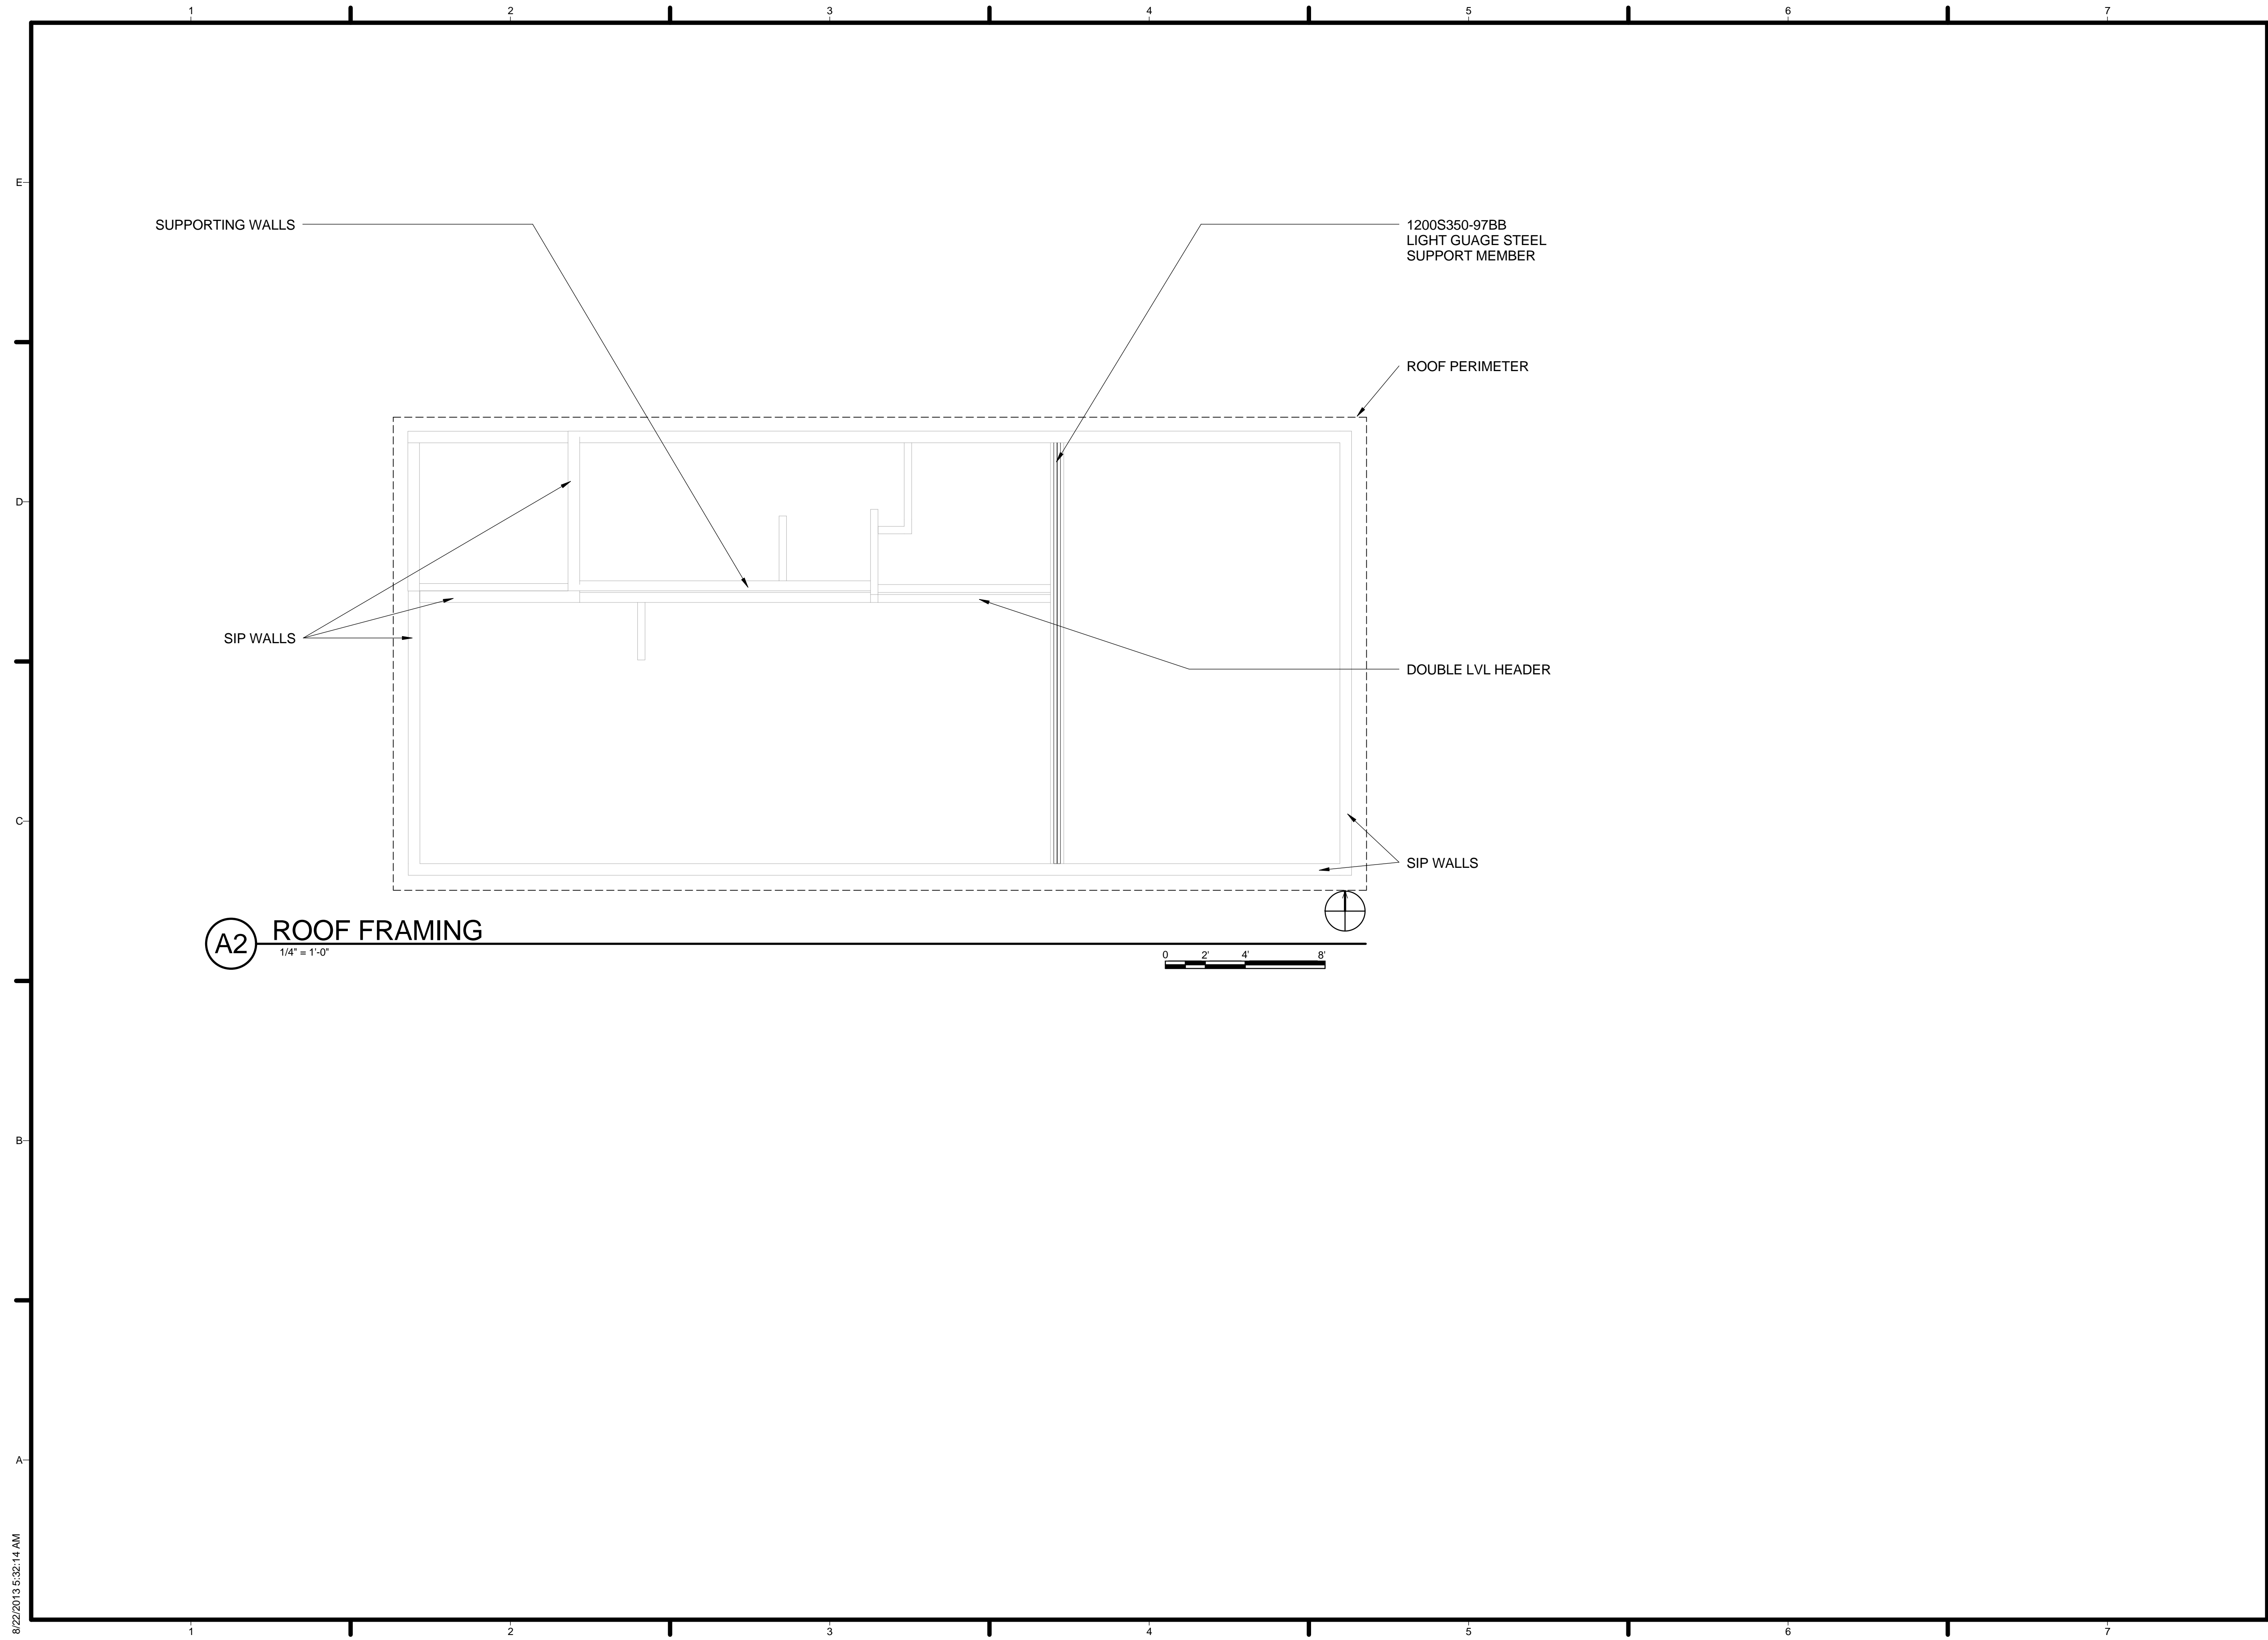 1 2 3 4 5 6 7
E
SUPPORTING WALLS
1200S350-97BB
LIGHT GUAGE STEEL
SUPPORT MEMBER
ROOF PERIMETER
D
SIP WALLS
DOUBLE LVL HEADER
C
SIP WALLS
A2
ROOF FRAMING
1/4" = 1'-0"
0 2' 4' 8'
B
A
8/22/2013 5:32:14 AM
1 2 3 4 5 6 7